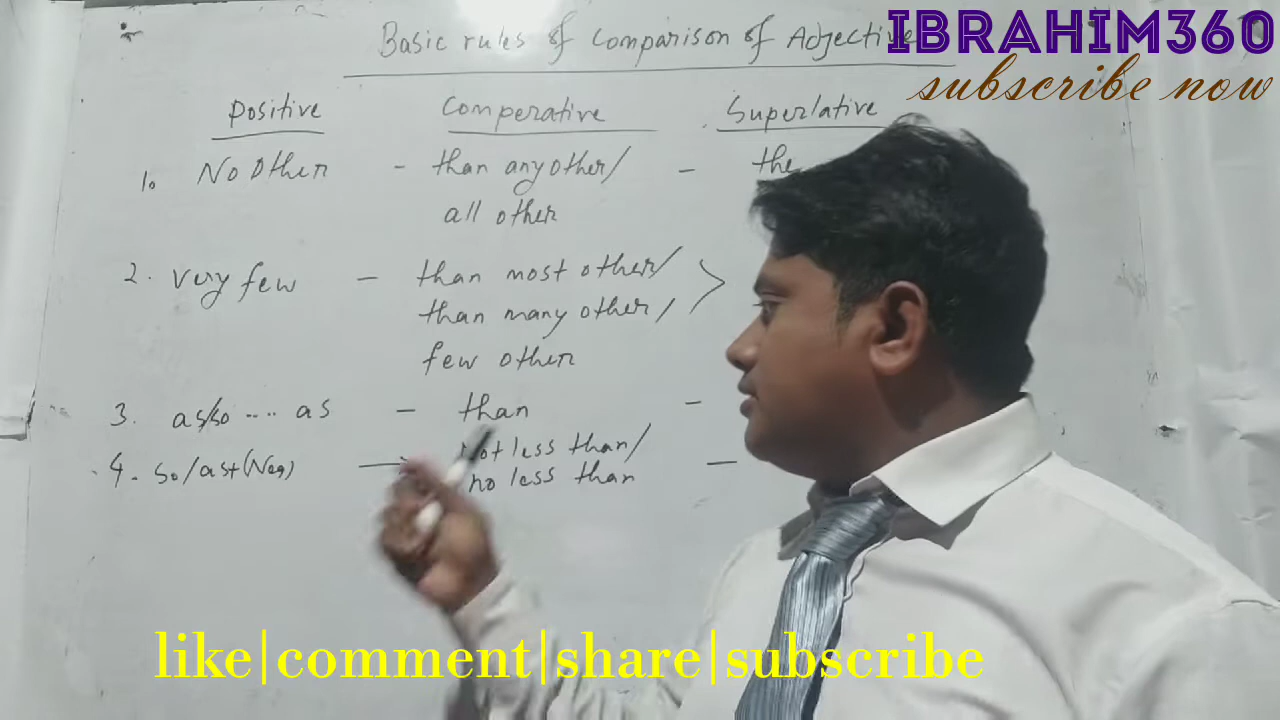 Basic rules of Comparison of Adjective
IBRAHIM360
subscribe now
Positive Comperative Superlative
1. No other - than any other/ - the
all other
2. very few - than most other/
than many other/
few other
3. as/so .... as - than -
4. so/as+(Neg) → Not less than/ -
no less than
like|comment|share|subscribe